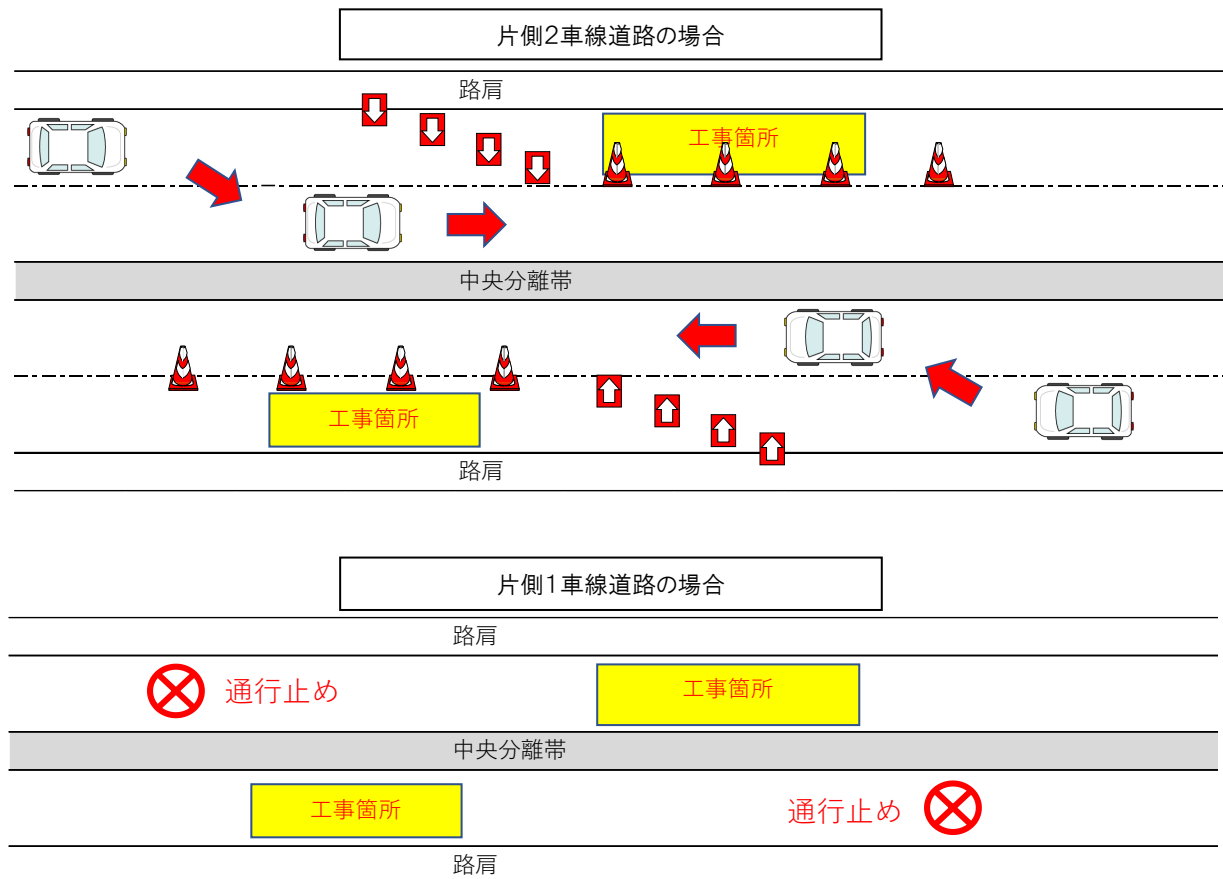 片側2車線道路の場合
路肩
工事箇所
中央分離帯
工事箇所
路肩
片側1車線道路の場合
路肩
通行止め
工事箇所
中央分離帯
工事箇所
通行止め
路肩